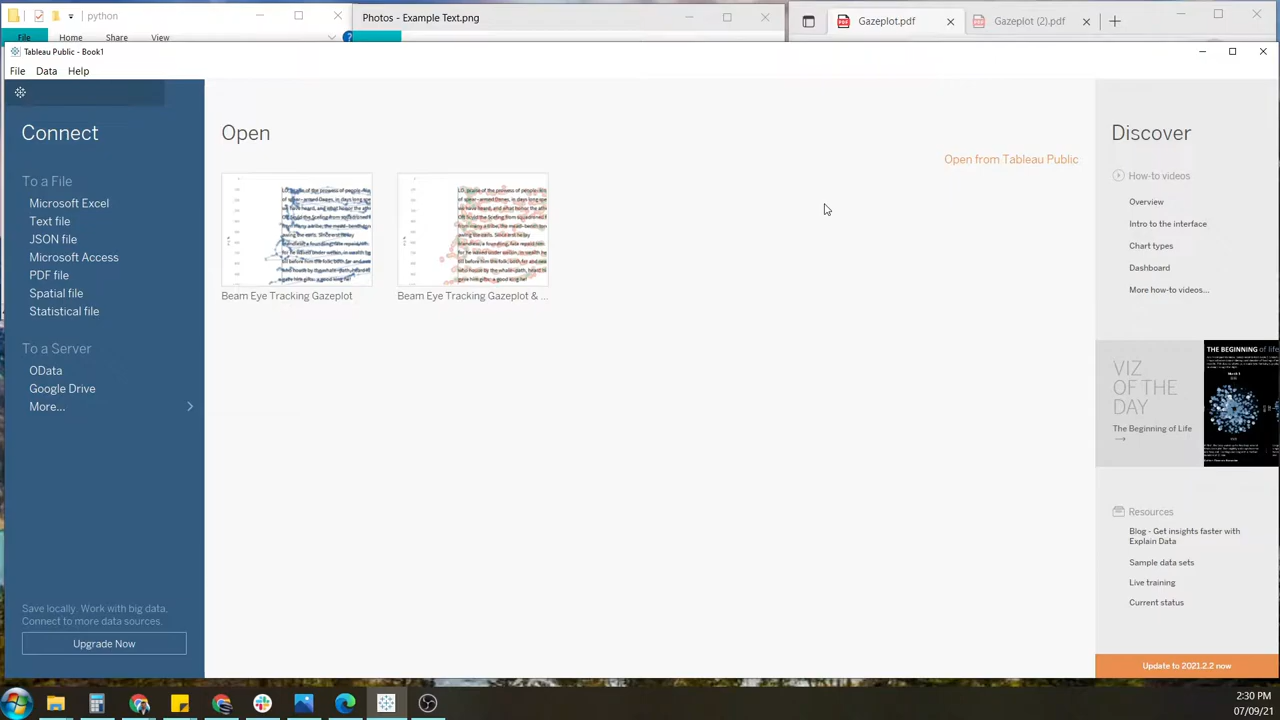 python
Photos - Example Text.png
Gazeplot.pdf
Gazeplot (2).pdf
File
Home
Share
View
Tableau Public - Book1
File
Data
Help
Connect
To a File
Microsoft Excel
Text file
JSON file
Microsoft Access
PDF file
Spatial file
Statistical file
To a Server
OData
Google Drive
More...
Save locally. Work with big data.
Connect to more data sources.
Upgrade Now
Open
Open from Tableau Public
Beam Eye Tracking Gazeplot
Beam Eye Tracking Gazeplot & ...
Discover
How-to videos
Overview
Intro to the interface
Chart types
Dashboard
More how-to videos...
VIZ
OF THE
DAY
The Beginning of Life
THE BEGINNING of life
Resources
Blog - Get insights faster with
Explain Data
Sample data sets
Live training
Current status
Update to 2021.2.2 now
2:30 PM
07/09/21